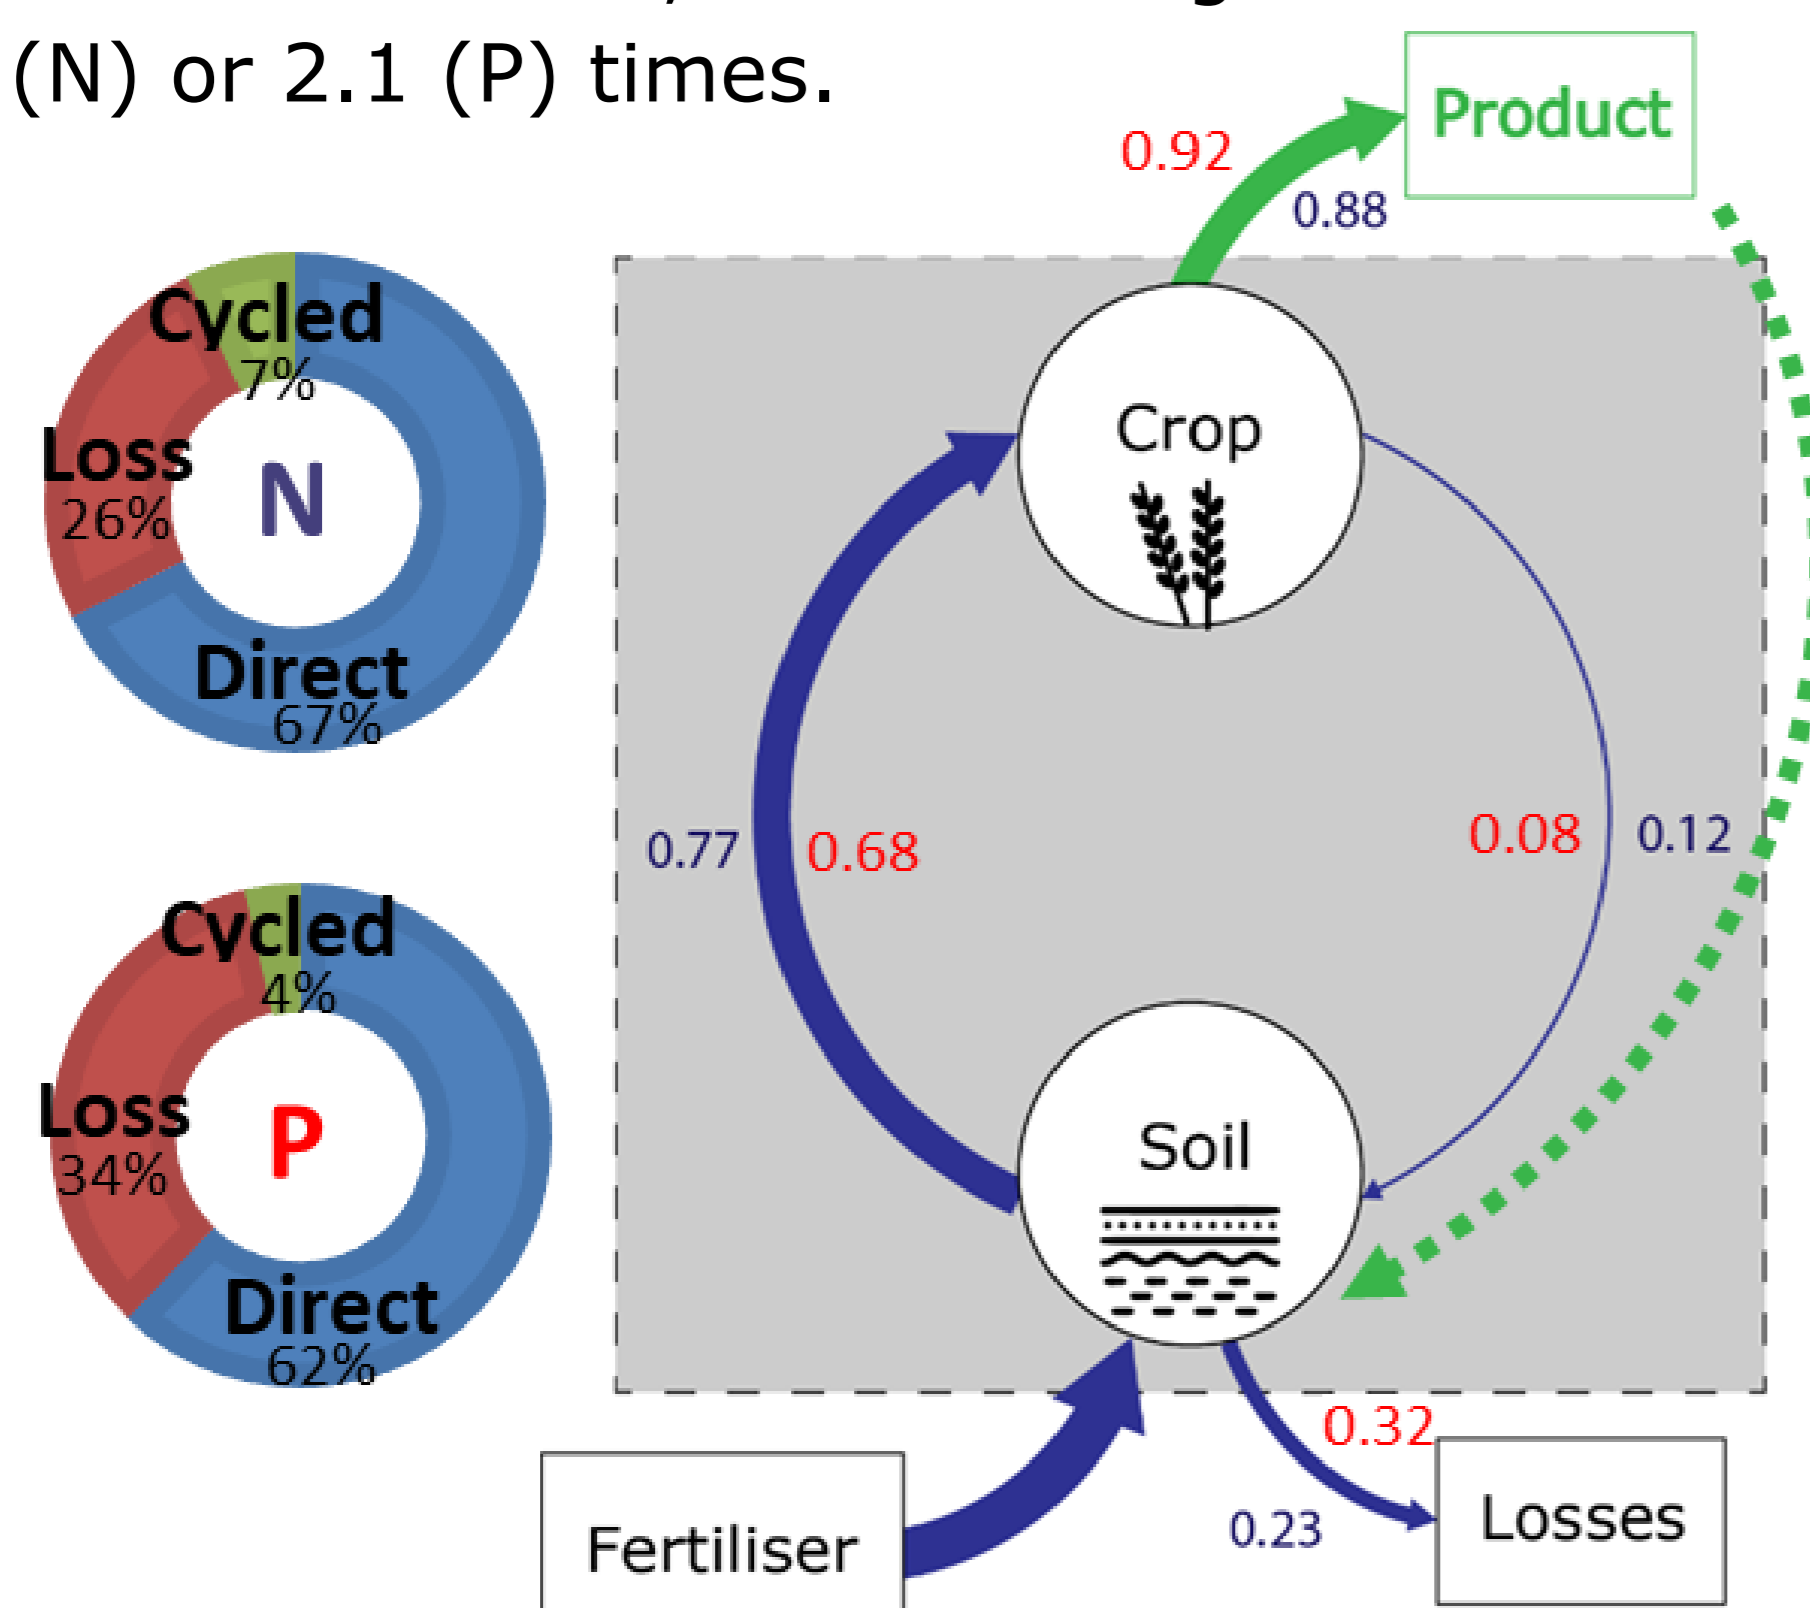 (N) or 2.1 (P) times.
Product
0.92
0.88
Cycled
7%
Loss
26%
N
Direct
67%
Crop
0.77
0.68
0.08
0.12
Cycled
4%
Loss
34%
P
Direct
62%
Soil
0.32
0.23
Losses
Fertiliser